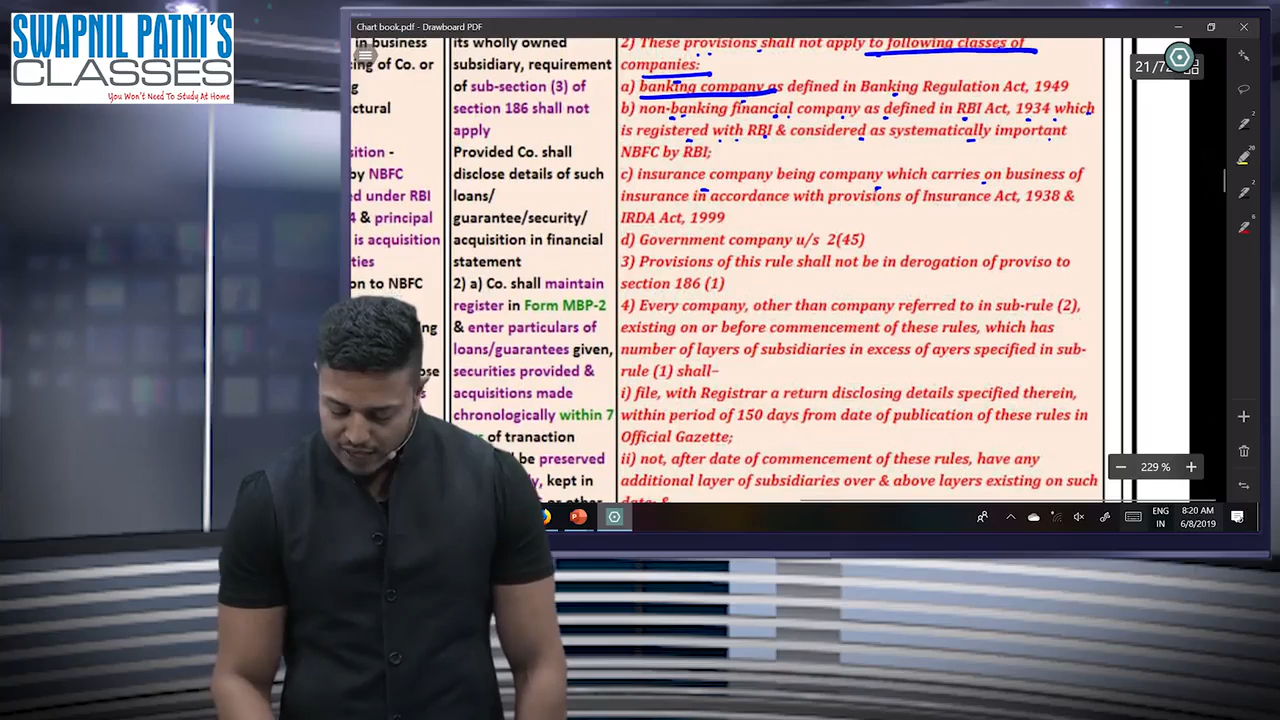 SWAPNIL PATNI'S
CLASSES
You Won't Need To Study At Home
Chart book.pdf - Drawboard PDF
21/72
in business
ing of Co. or
g
ctural
sition -
by NBFC
ed under RBI
4 & principal
is acquisition
ties
on to NBFC
ng
ose
s
its wholly owned
subsidiary, requirement
of sub-section (3) of
section 186 shall not
apply
Provided Co. shall
disclose details of such
loans/
guarantee/security/
acquisition in financial
statement
2) a) Co. shall maintain
register in Form MBP-2
& enter particulars of
loans/guarantees given,
securities provided &
acquisitions made
chronologically within 7
of tranaction
be preserved
kept in
or other
2) These provisions shall not apply to following classes of
companies:
a) banking company as defined in Banking Regulation Act, 1949
b) non-banking financial company as defined in RBI Act, 1934 which
is registered with RBI & considered as systematically important
NBFC by RBI;
c) insurance company being company which carries on business of
insurance in accordance with provisions of Insurance Act, 1938 &
IRDA Act, 1999
d) Government company u/s 2(45)
3) Provisions of this rule shall not be in derogation of proviso to
section 186 (1)
4) Every company, other than company referred to in sub-rule (2),
existing on or before commencement of these rules, which has
number of layers of subsidiaries in excess of ayers specified in sub-
rule (1) shall–
i) file, with Registrar a return disclosing details specified therein,
within period of 150 days from date of publication of these rules in
Official Gazette;
ii) not, after date of commencement of these rules, have any
additional layer of subsidiaries over & above layers existing on such
date; &
229 %
ENG
IN
8:20 AM
6/8/2019